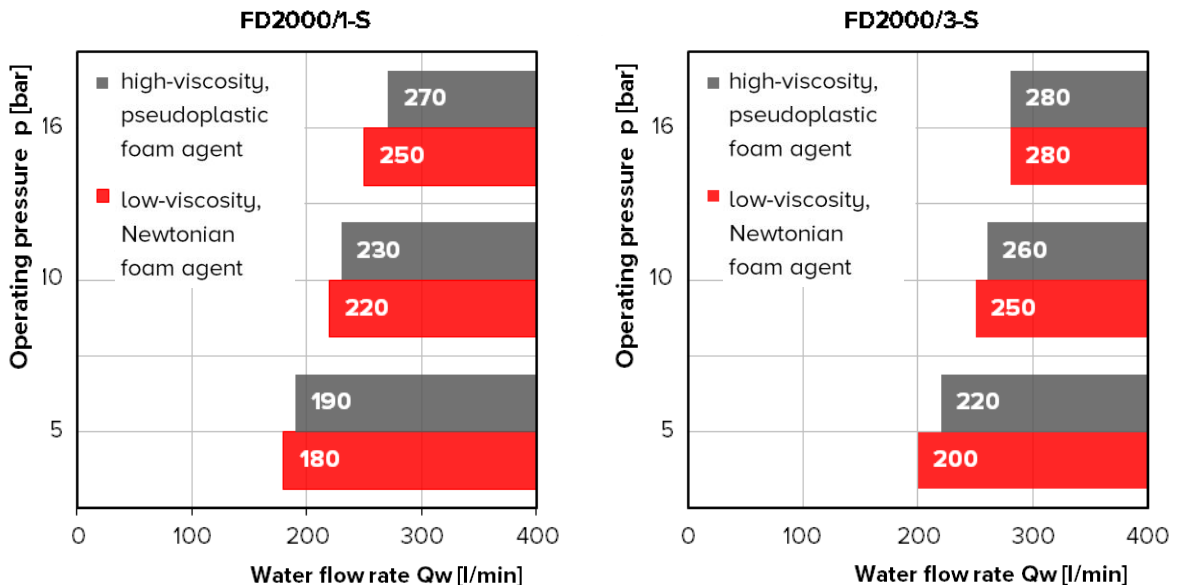 FD2000/1-S
Operating pressure p [bar]
high-viscosity,
pseudoplastic
foam agent
low-viscosity,
Newtonian
foam agent
16
10
5
270
250
230
220
190
180
0 100 200 300 400
Water flow rate Qw [l/min]
FD2000/3-S
Operating pressure p [bar]
high-viscosity,
pseudoplastic
foam agent
low-viscosity,
Newtonian
foam agent
16
10
5
280
280
260
250
220
200
0 100 200 300 400
Water flow rate Qw [l/min]